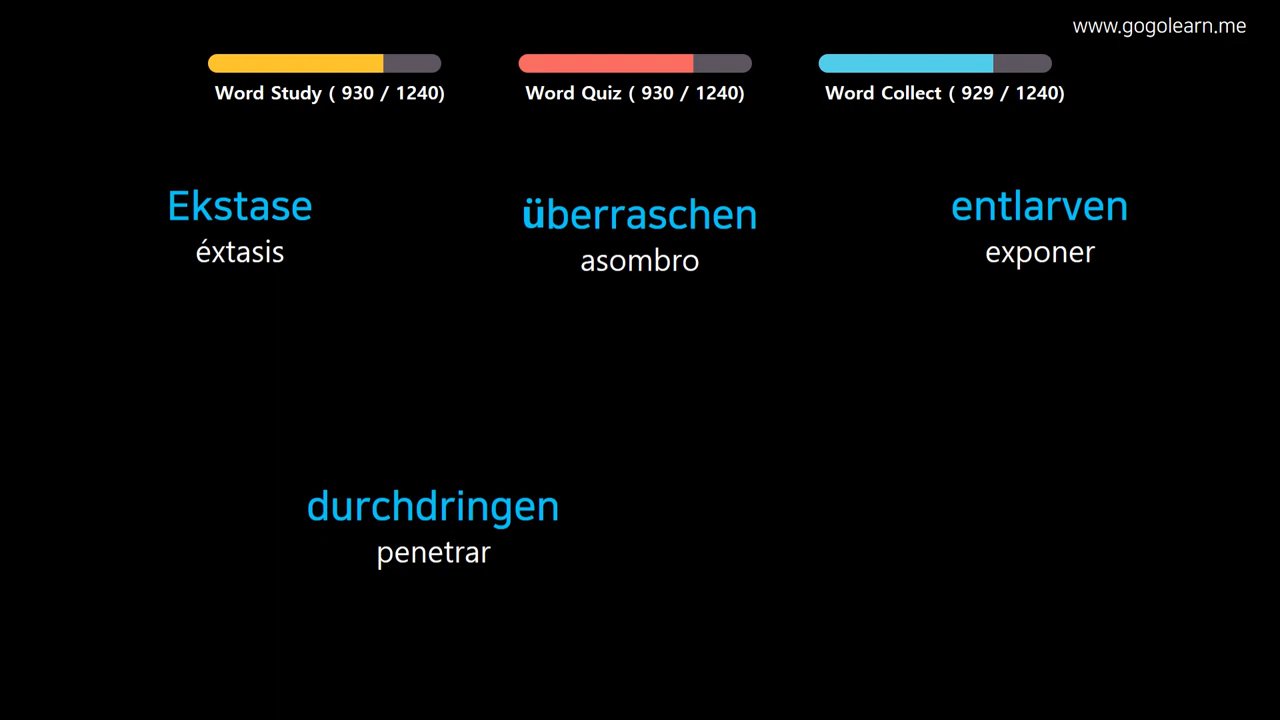 www.gogolearn.me
Word Study ( 930 / 1240)
Word Quiz ( 930 / 1240)
Word Collect ( 929 / 1240)
Ekstase
éxtasis
überraschen
asombro
entlarven
exponer
durchdringen
penetrar